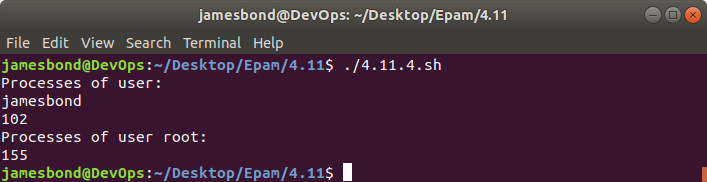 jamesbond@DevOps: ~/Desktop/Epam/4.11
File Edit View Search Terminal Help
jamesbond@DevOps:~/Desktop/Epam/4.11$ ./4.11.4.sh
Processes of user:
jamesbond
102
Processes of user root:
155
jamesbond@DevOps:~/Desktop/Epam/4.11$